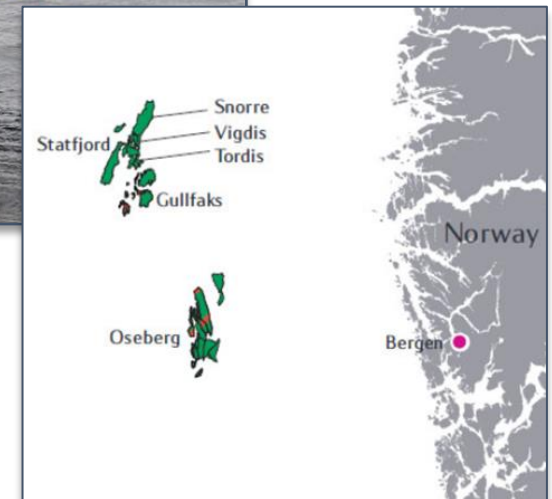 Snorre
Vigdis
Statfjord
Tordis
Gullfaks
Norway
Oseberg
Bergen